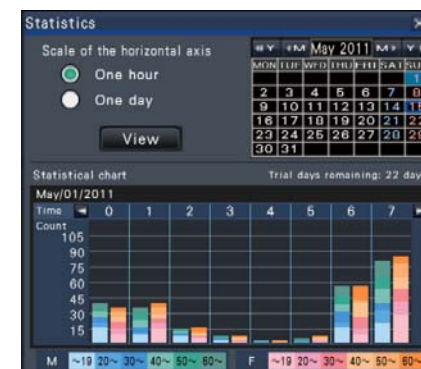 Statistics
Scale of the horizontal axis
One hour
One day
View
«Y ‹M May 2011 M› Y
MON TUE WED THU FRI SAT SU
1
2 3 4 5 6 7 8
9 10 11 12 13 14 15
16 17 18 19 20 21 22
23 24 25 26 27 28 29
30 31
Statistical chart
Trial days remaining: 22 day
May/01/2011
Time 0 1 2 3 4 5 6 7
Count
105
90
75
60
45
30
15
M ~19 20~ 30~ 40~ 50~ 60~ F ~19 20~ 30~ 40~ 50~ 60~